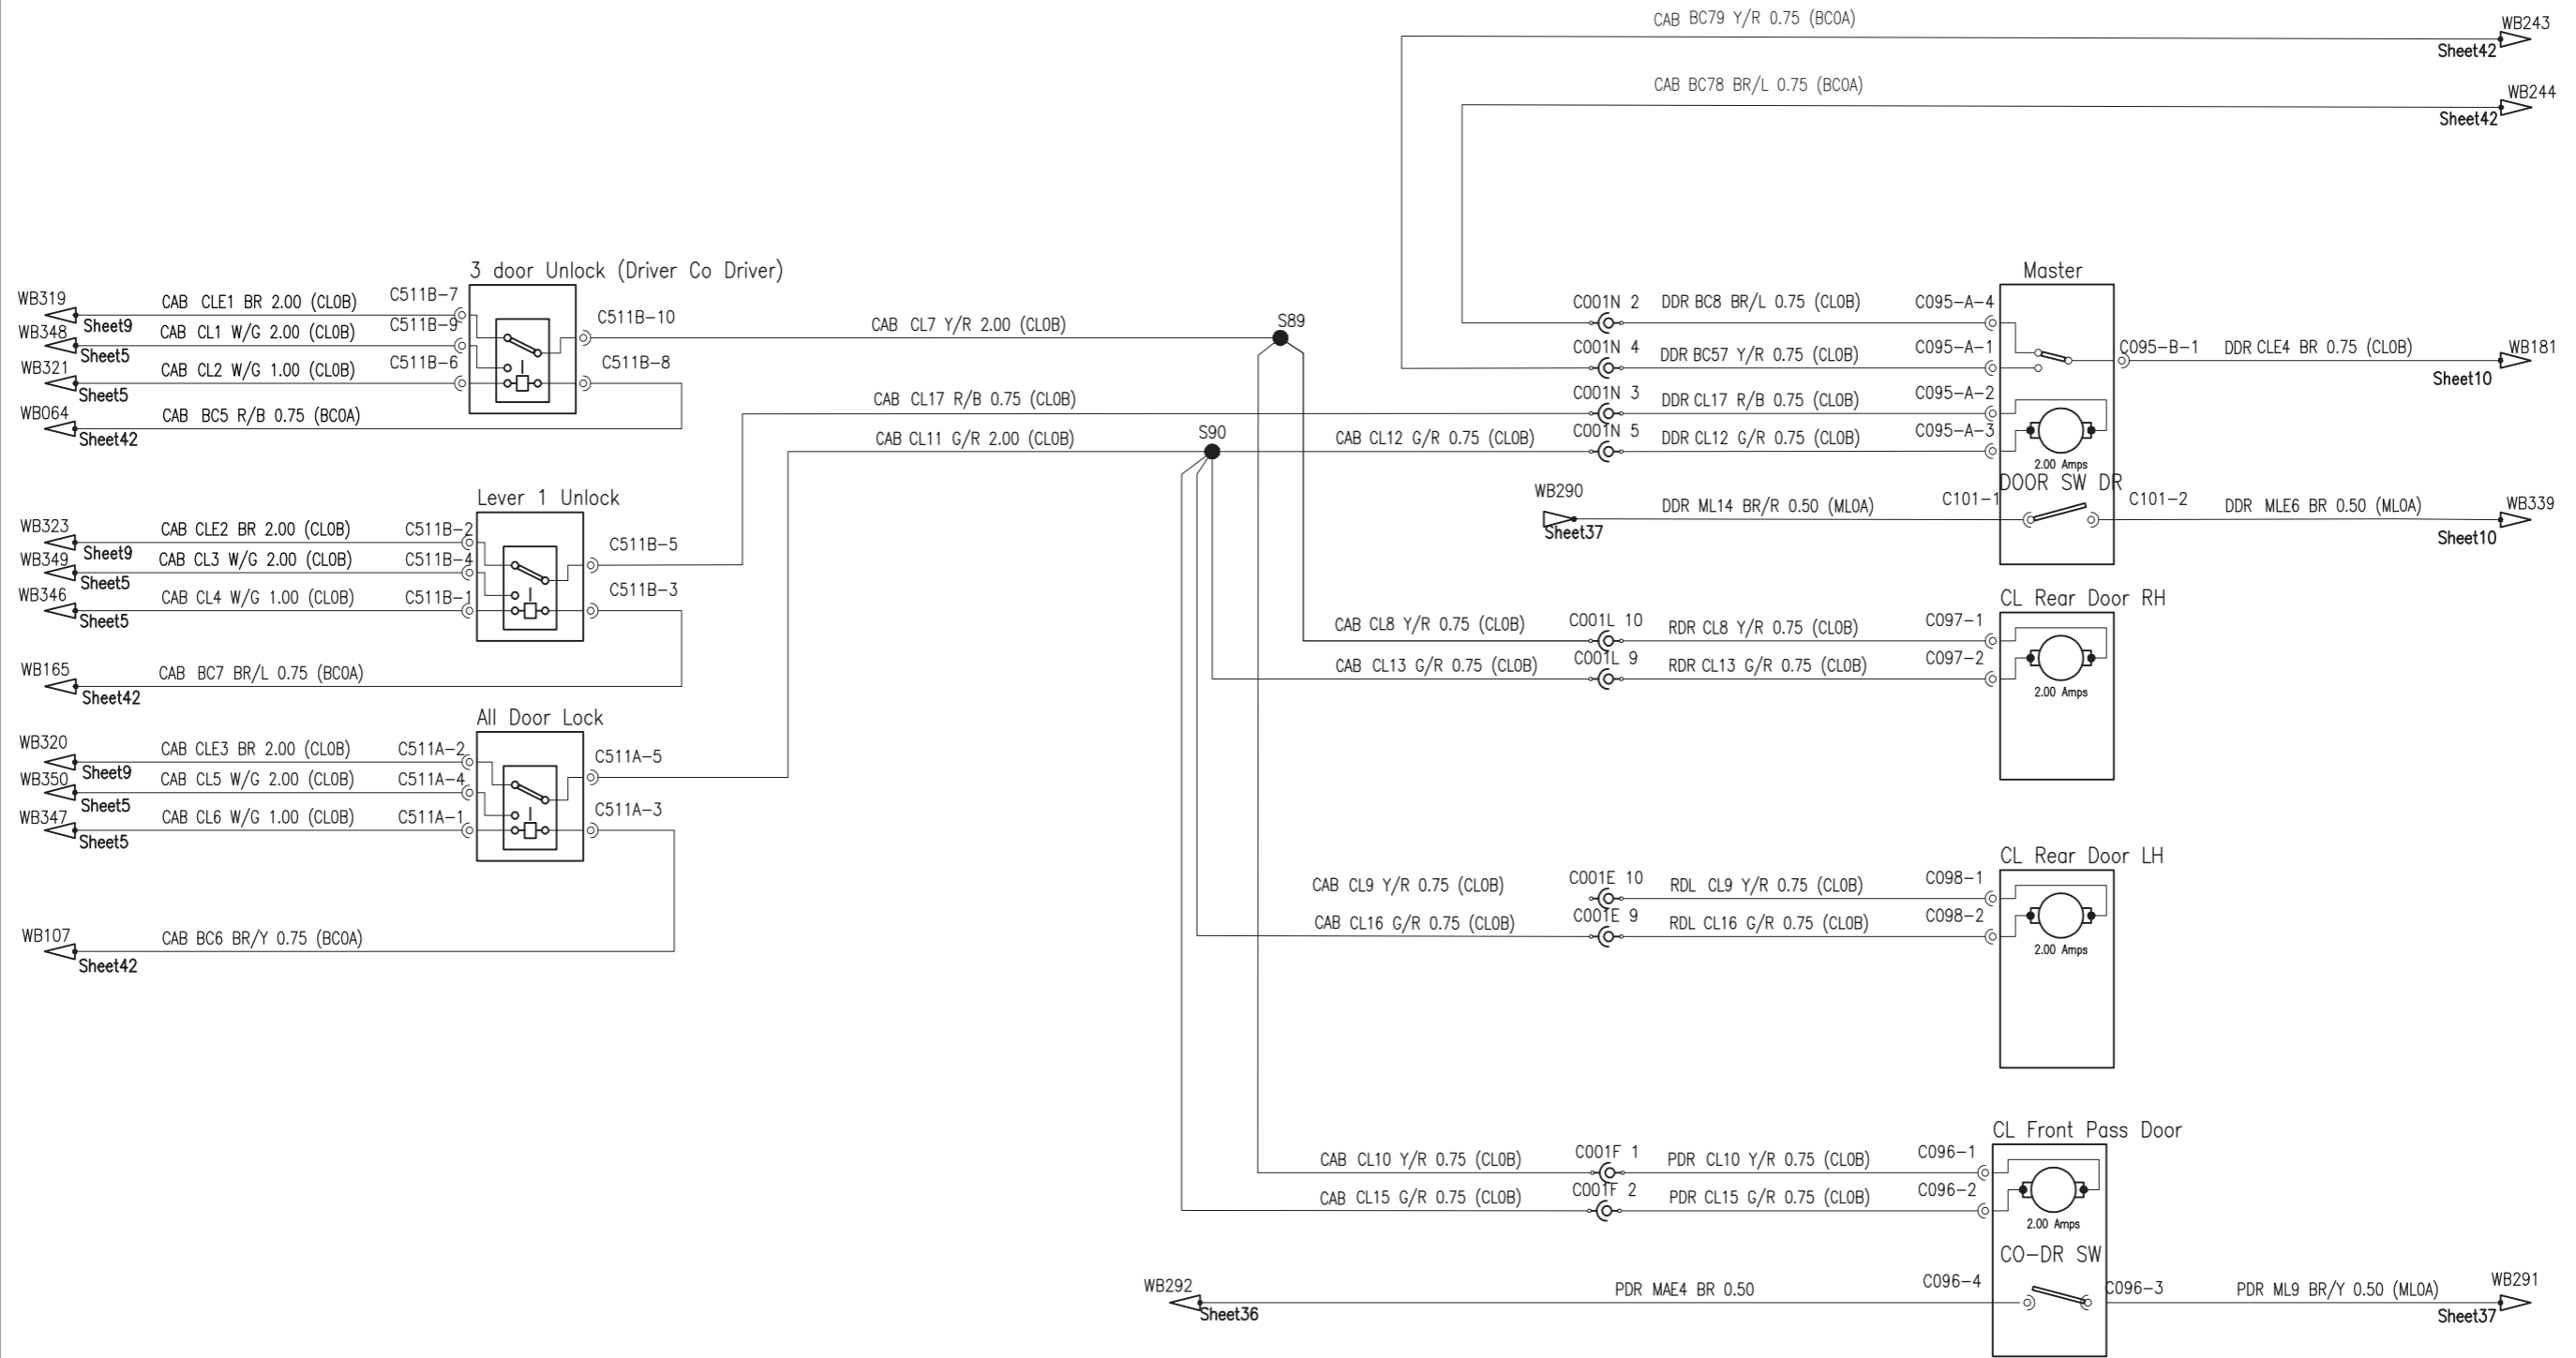 CAB BC79 Y/R 0.75 (BC0A)
WB243
Sheet42
CAB BC78 BR/L 0.75 (BC0A)
WB244
Sheet42
3 door Unlock (Driver Co Driver)
WB319
CAB CLE1 BR 2.00 (CL0B)
C511B-7
Sheet9
WB348
CAB CL1 W/G 2.00 (CL0B)
C511B-9
Sheet5
WB321
CAB CL2 W/G 1.00 (CL0B)
C511B-6
Sheet5
WB064
CAB BC5 R/B 0.75 (BC0A)
Sheet42
C511B-10
C511B-8
CAB CL7 Y/R 2.00 (CL0B)
S89
CAB CL17 R/B 0.75 (CL0B)
CAB CL11 G/R 2.00 (CL0B)
S90
CAB CL12 G/R 0.75 (CL0B)
Master
C001N 2
DDR BC8 BR/L 0.75 (CL0B)
C095-A-4
C001N 4
DDR BC57 Y/R 0.75 (CL0B)
C095-A-1
C001N 3
DDR CL17 R/B 0.75 (CL0B)
C095-A-2
C001N 5
DDR CL12 G/R 0.75 (CL0B)
C095-A-3
C095-B-1
DDR CLE4 BR 0.75 (CL0B)
WB181
Sheet10
2.00 Amps
DOOR SW DR
WB290
Sheet37
DDR ML14 BR/R 0.50 (ML0A)
C101-1
C101-2
DDR MLE6 BR 0.50 (ML0A)
WB339
Sheet10
Lever 1 Unlock
WB323
CAB CLE2 BR 2.00 (CL0B)
C511B-2
Sheet9
WB349
CAB CL3 W/G 2.00 (CL0B)
C511B-4
Sheet5
WB346
CAB CL4 W/G 1.00 (CL0B)
C511B-1
Sheet5
C511B-5
C511B-3
WB165
CAB BC7 BR/L 0.75 (BC0A)
Sheet42
CL Rear Door RH
CAB CL8 Y/R 0.75 (CL0B)
C001L 10
RDR CL8 Y/R 0.75 (CL0B)
C097-1
CAB CL13 G/R 0.75 (CL0B)
C001L 9
RDR CL13 G/R 0.75 (CL0B)
C097-2
2.00 Amps
All Door Lock
WB320
CAB CLE3 BR 2.00 (CL0B)
C511A-2
Sheet9
WB350
CAB CL5 W/G 2.00 (CL0B)
C511A-4
Sheet5
WB347
CAB CL6 W/G 1.00 (CL0B)
C511A-1
Sheet5
C511A-5
C511A-3
WB107
CAB BC6 BR/Y 0.75 (BC0A)
Sheet42
CL Rear Door LH
CAB CL9 Y/R 0.75 (CL0B)
C001E 10
RDL CL9 Y/R 0.75 (CL0B)
C098-1
CAB CL16 G/R 0.75 (CL0B)
C001E 9
RDL CL16 G/R 0.75 (CL0B)
C098-2
2.00 Amps
CL Front Pass Door
CAB CL10 Y/R 0.75 (CL0B)
C001F 1
PDR CL10 Y/R 0.75 (CL0B)
C096-1
CAB CL15 G/R 0.75 (CL0B)
C001F 2
PDR CL15 G/R 0.75 (CL0B)
C096-2
2.00 Amps
CO-DR SW
WB292
Sheet36
PDR MAE4 BR 0.50
C096-4
C096-3
PDR ML9 BR/Y 0.50 (ML0A)
WB291
Sheet37